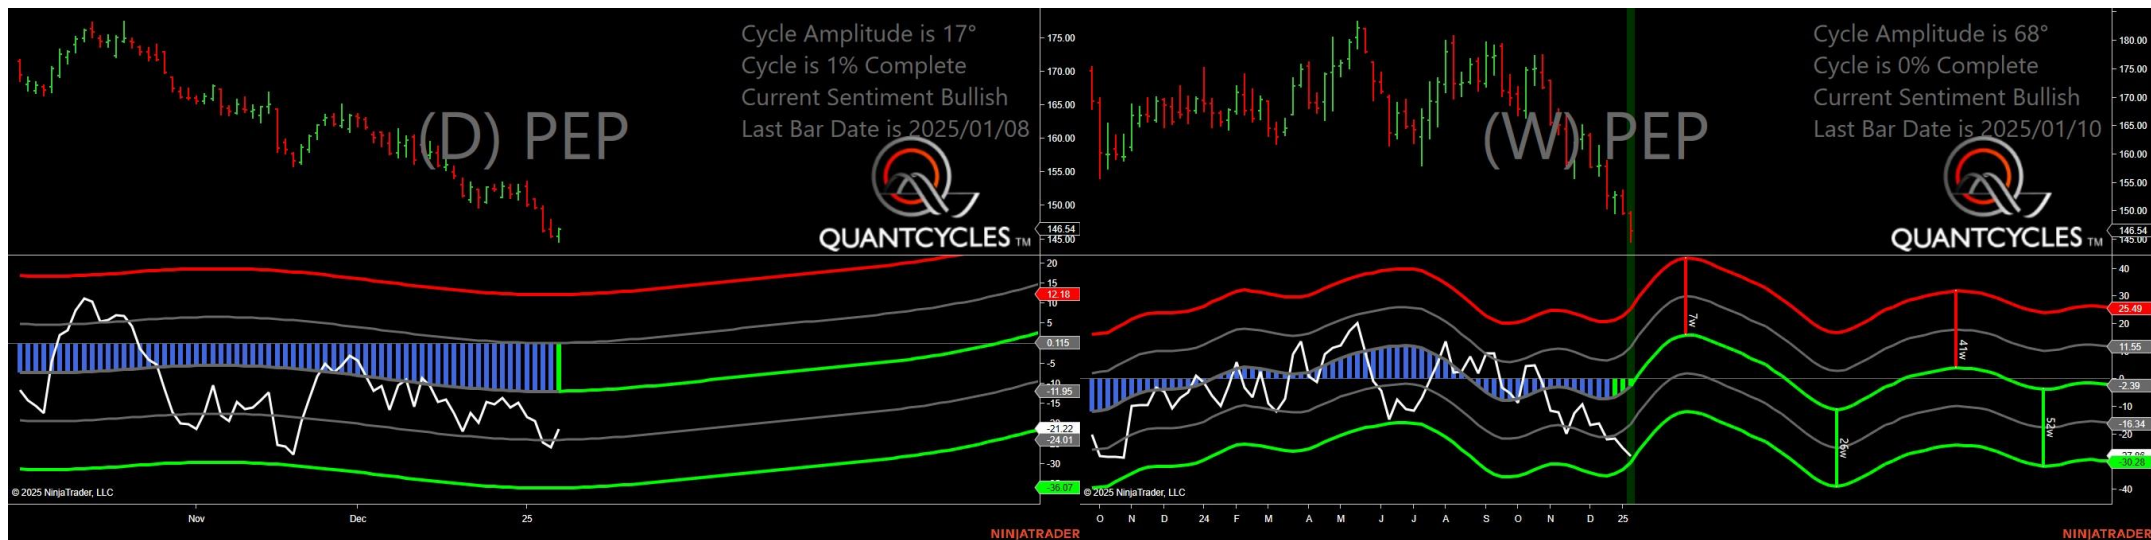 Cycle Amplitude is 17°
Cycle is 1% Complete
Current Sentiment Bullish
Last Bar Date is 2025/01/08
(D) PEP
QUANTCYCLES TM
175.00
170.00
165.00
160.00
155.00
150.00
146.54
145.00
20
15
12.18
5
0.115
-5
-10
-11.95
-15
-21.22
-24.01
-30
-36.07
© 2025 NinjaTrader, LLC
Nov
Dec
25
NINJATRADER
Cycle Amplitude is 68°
Cycle is 0% Complete
Current Sentiment Bullish
Last Bar Date is 2025/01/10
(W) PEP
QUANTCYCLES TM
180.00
175.00
170.00
165.00
160.00
155.00
150.00
146.54
145.00
40
30
25.49
20
11.55
0
-2.39
-10
-16.34
-20
-30.28
-40
7w
26w
41w
52w
© 2025 NinjaTrader, LLC
O N D 24 F M A M J J A S O N D 25
NINJATRADER